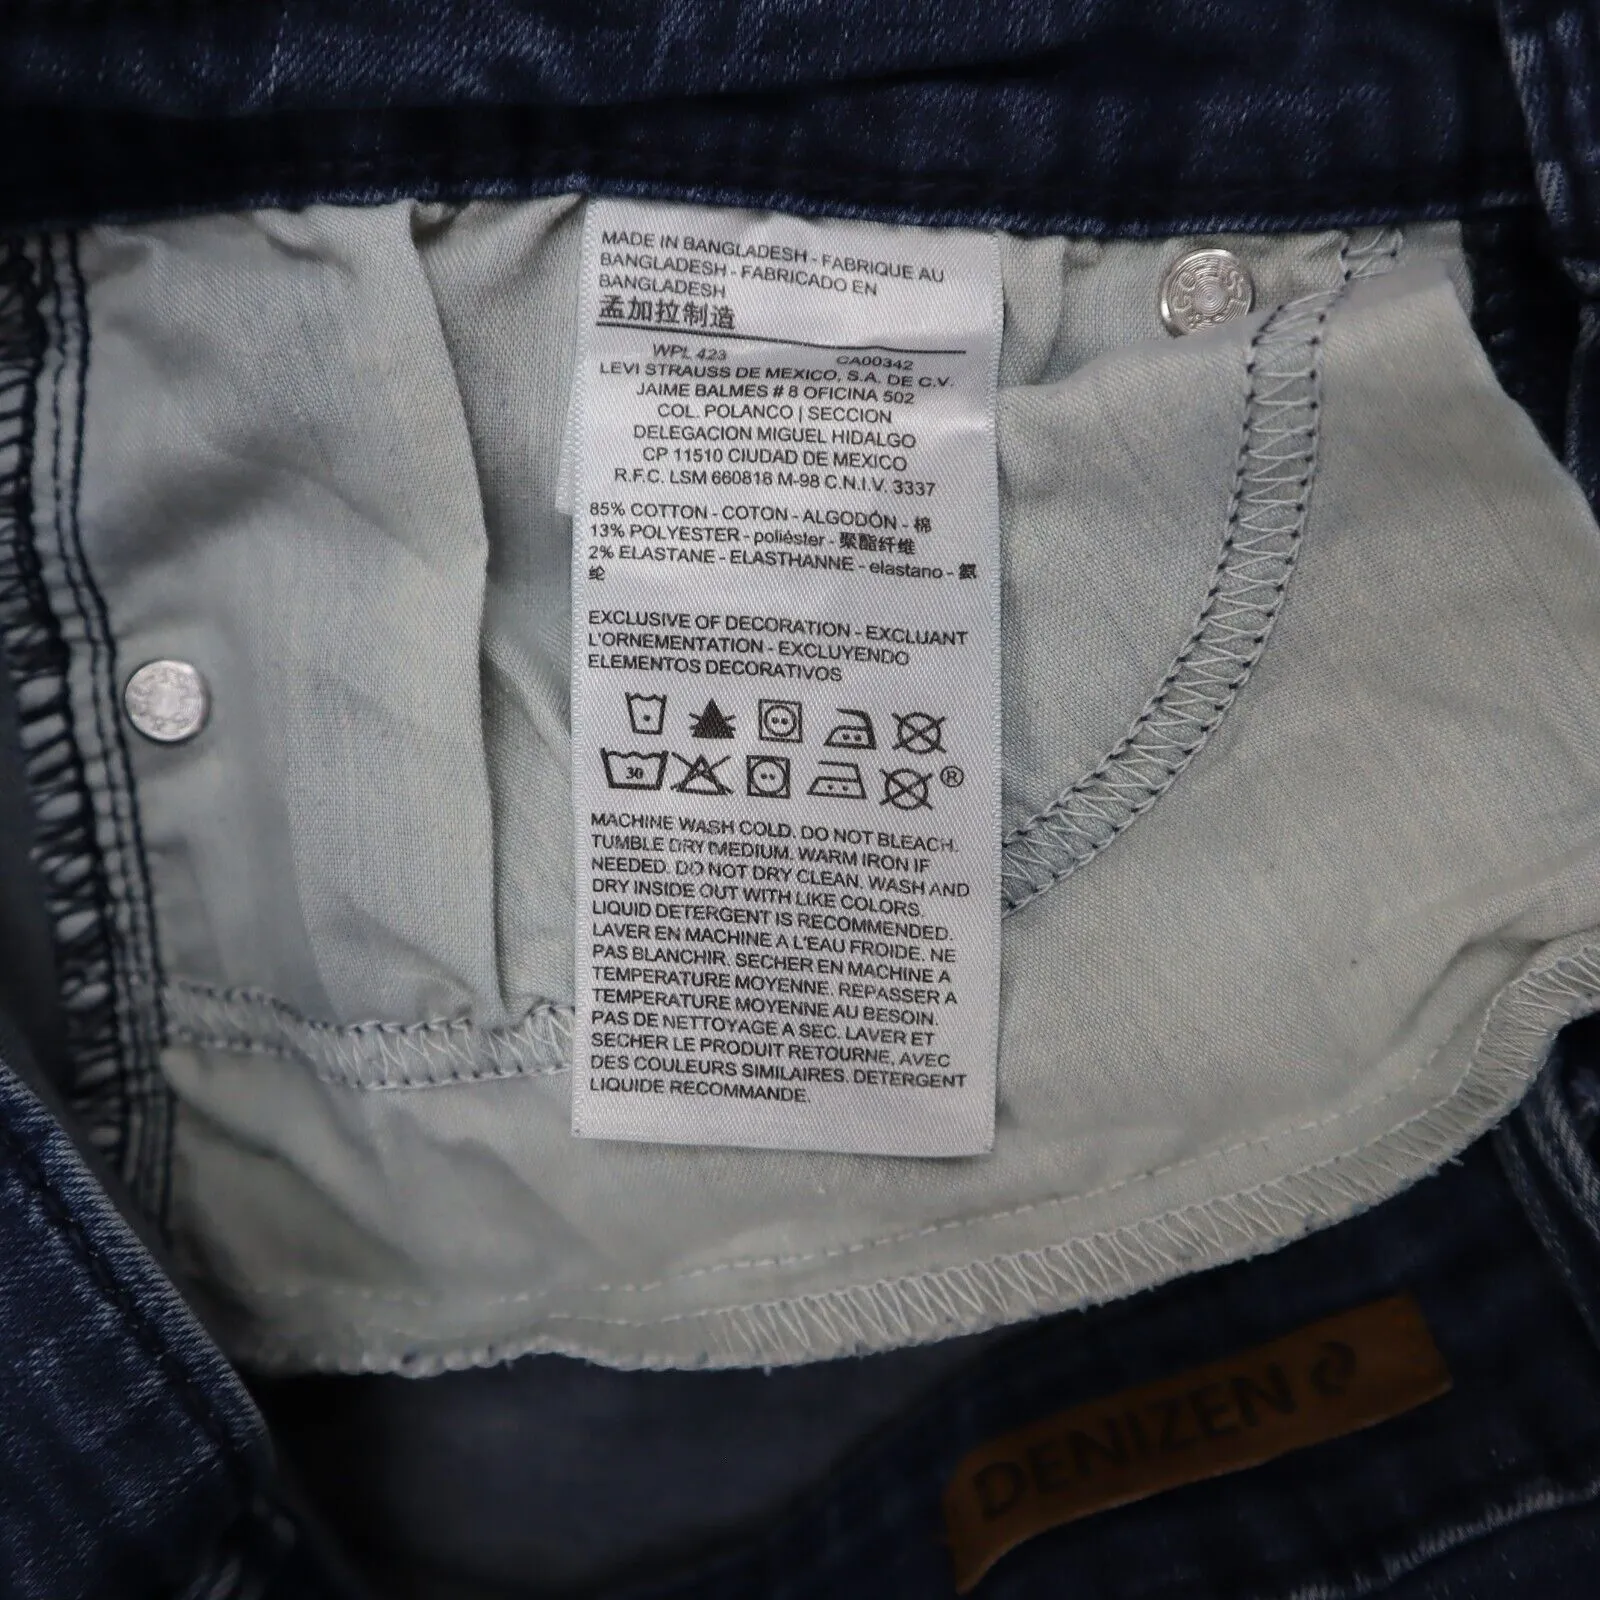 MADE IN BANGLADESH - FABRIQUE AU
BANGLADESH - FABRICADO EN
BANGLADESH
孟加拉制造
WPL 423 CA00342
LEVI STRAUSS DE MEXICO, S.A. DE C.V.
JAIME BALMES # 8 OFICINA 502
COL. POLANCO | SECCION
DELEGACION MIGUEL HIDALGO
CP 11510 CIUDAD DE MEXICO
R.F.C. LSM 660818 M-98 C.N.I.V. 3337
85% COTTON - COTON - ALGODÓN - 棉
13% POLYESTER - poliéster - 聚酯纤维
2% ELASTANE - ELASTHANNE - elastano - 氨
纶
EXCLUSIVE OF DECORATION - EXCLUANT
L'ORNEMENTATION - EXCLUYENDO
ELEMENTOS DECORATIVOS
30 ®
MACHINE WASH COLD. DO NOT BLEACH.
TUMBLE DRY MEDIUM. WARM IRON IF
NEEDED. DO NOT DRY CLEAN. WASH AND
DRY INSIDE OUT WITH LIKE COLORS.
LIQUID DETERGENT IS RECOMMENDED.
LAVER EN MACHINE A L'EAU FROIDE. NE
PAS BLANCHIR. SECHER EN MACHINE A
TEMPERATURE MOYENNE. REPASSER A
TEMPERATURE MOYENNE AU BESOIN.
PAS DE NETTOYAGE A SEC. LAVER ET
SECHER LE PRODUIT RETOURNE, AVEC
DES COULEURS SIMILAIRES. DETERGENT
LIQUIDE RECOMMANDE.
DENIZEN